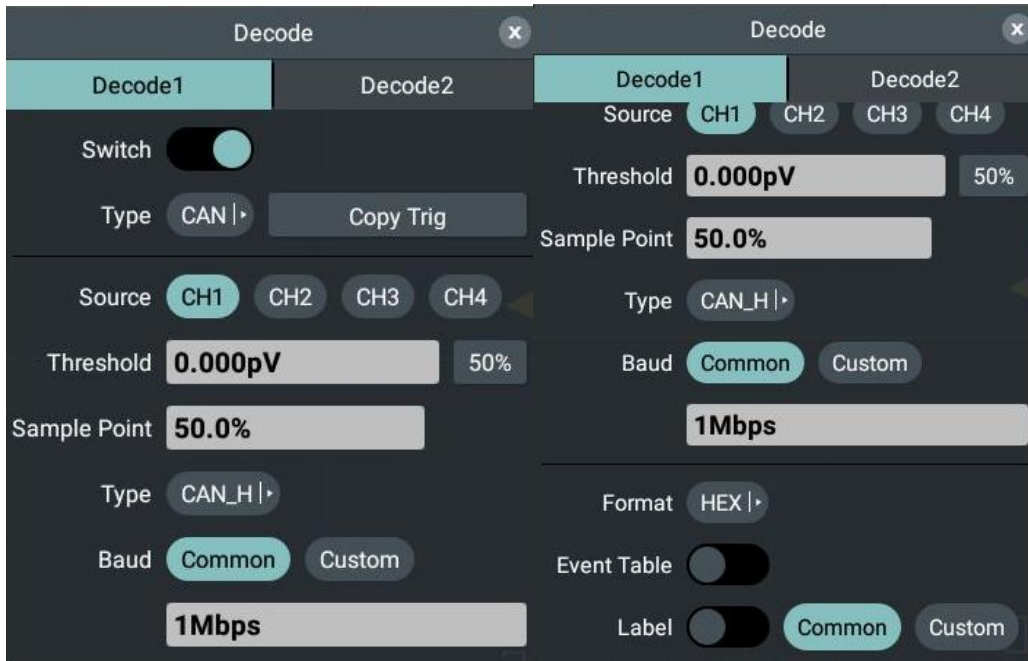 Decode
x
Decode1 Decode2
Switch
Type CAN Copy Trig
Source CH1 CH2 CH3 CH4
Threshold 0.000pV 50%
Sample Point 50.0%
Type CAN_H
Baud Common Custom
1Mbps
Decode
x
Decode1 Decode2
Source CH1 CH2 CH3 CH4
Threshold 0.000pV 50%
Sample Point 50.0%
Type CAN_H
Baud Common Custom
1Mbps
Format HEX
Event Table
Label Common Custom